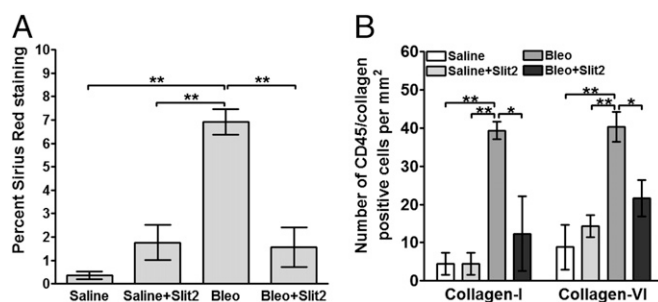 A
Percent Sirius Red staining
10
9
8
7
6
5
4
3
2
1
0
**
**
**
Saline
Saline+Slit2
Bleo
Bleo+Slit2
B
Number of CD45/collagen
positive cells per mm²
60
50
40
30
20
10
0
Saline
Bleo
Saline+Slit2
Bleo+Slit2
**
**
*
**
**
*
Collagen-I
Collagen-VI